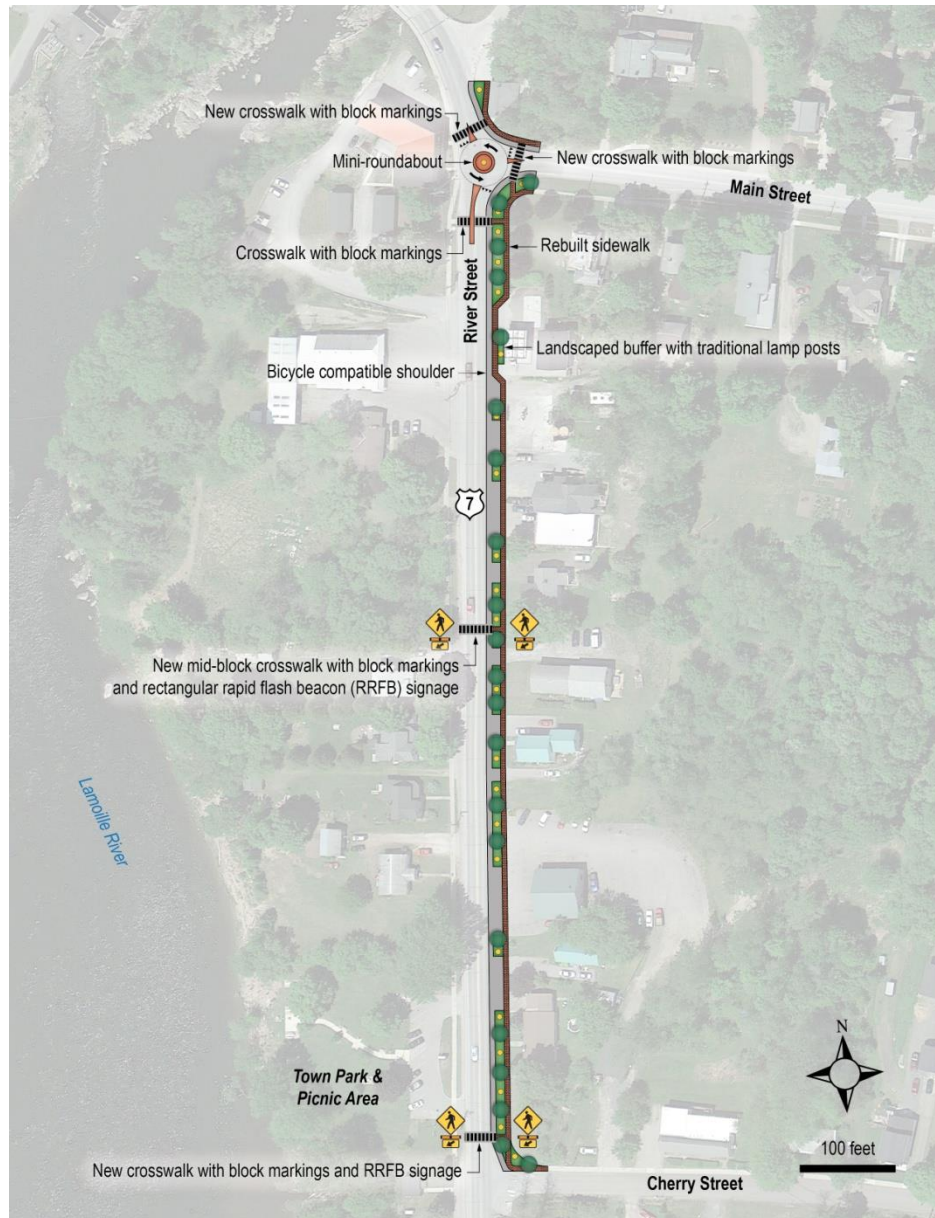 New crosswalk with block markings
Mini-roundabout
New crosswalk with block markings
Main Street
Crosswalk with block markings
Rebuilt sidewalk
River Street
Landscaped buffer with traditional lamp posts
Bicycle compatible shoulder
7
New mid-block crosswalk with block markings
and rectangular rapid flash beacon (RRFB) signage
Lamoille River
Town Park &
Picnic Area
N
100 feet
New crosswalk with block markings and RRFB signage
Cherry Street